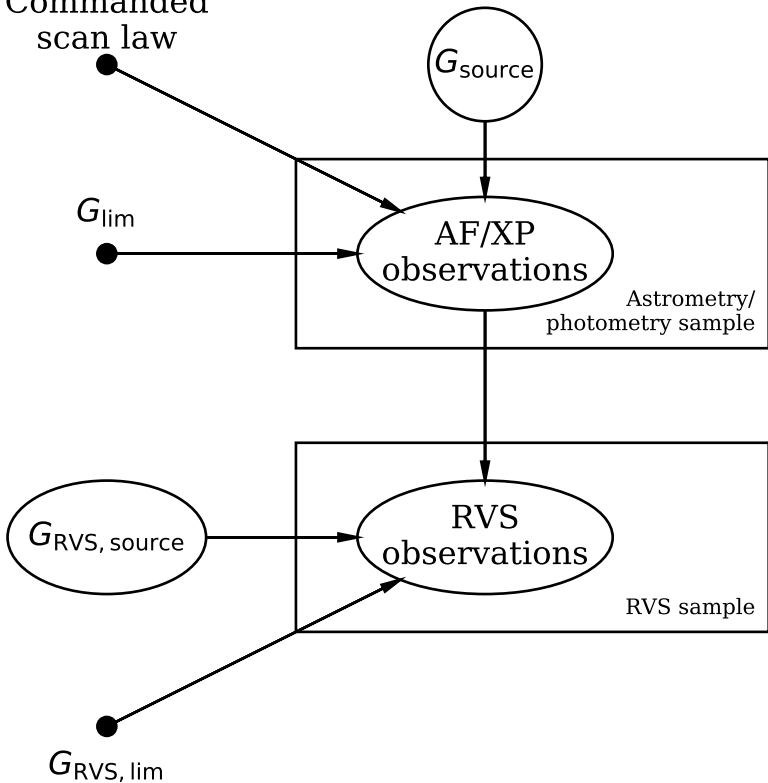 Commanded
scan law
G_source
G_lim
AF/XP
observations
Astrometry/
photometry sample
RVS
observations
G_RVS, source
RVS sample
G_RVS, lim